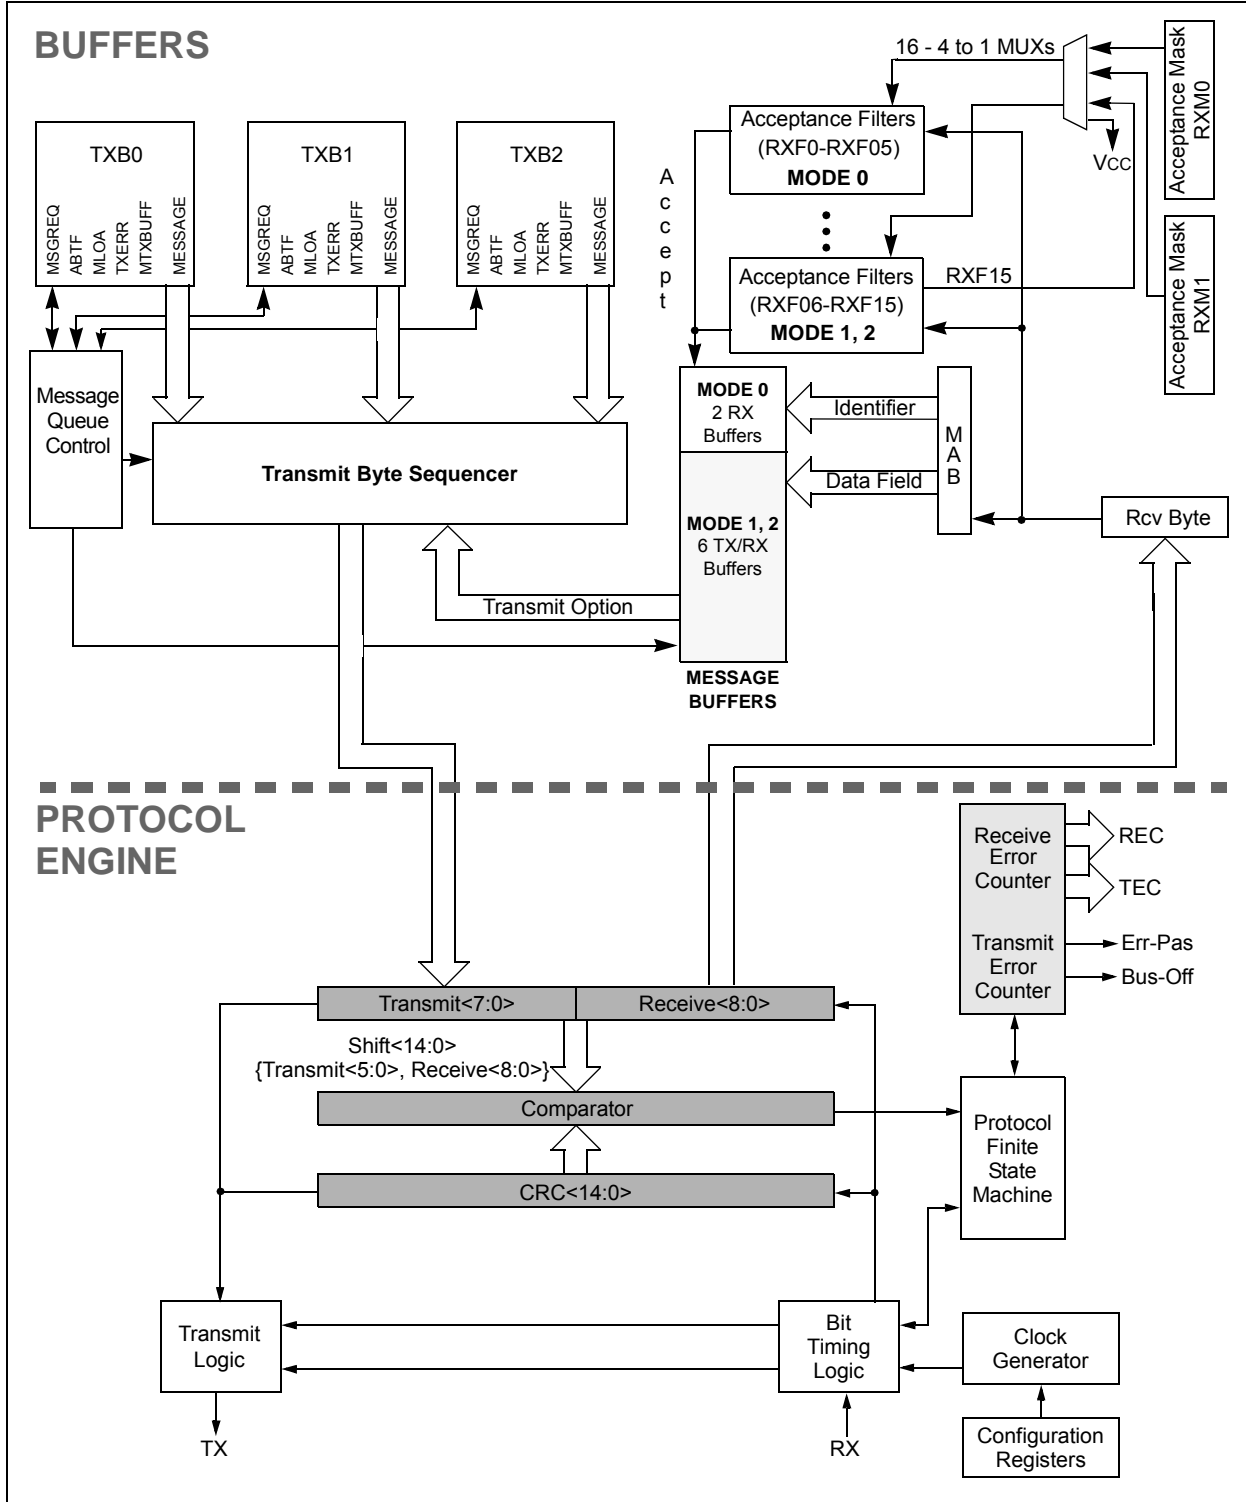 BUFFERS
16 - 4 to 1 MUXs
Acceptance Mask
RXM0
VCC
Acceptance Filters
(RXF0-RXF05)
MODE 0
Accept
TXB0
MSGREQ
ABTF
MLOA
TXERR
MTXBUFF
MESSAGE
TXB1
MSGREQ
ABTF
MLOA
TXERR
MTXBUFF
MESSAGE
TXB2
MSGREQ
ABTF
MLOA
TXERR
MTXBUFF
MESSAGE
Acceptance Filters
(RXF06-RXF15)
MODE 1, 2
RXF15
Acceptance Mask
RXM1
Message
Queue
Control
Transmit Byte Sequencer
MODE 0
2 RX
Buffers
Identifier
Data Field
MAB
MODE 1, 2
6 TX/RX
Buffers
Rcv Byte
Transmit Option
MESSAGE
BUFFERS
PROTOCOL
ENGINE
Receive
Error
Counter
REC
TEC
Transmit
Error
Counter
Err-Pas
Bus-Off
Transmit<7:0>
Receive<8:0>
Shift<14:0>
{Transmit<5:0>, Receive<8:0>}
Comparator
CRC<14:0>
Protocol
Finite
State
Machine
Transmit
Logic
Bit
Timing
Logic
Clock
Generator
TX
RX
Configuration
Registers